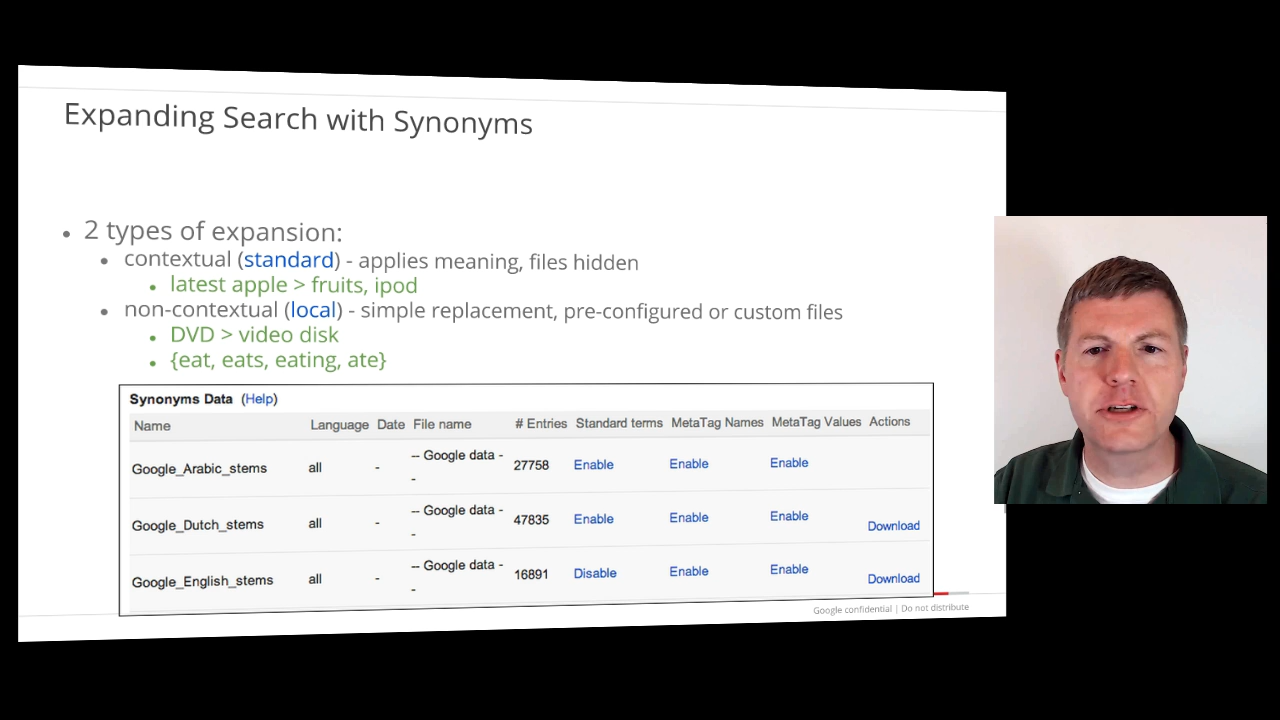 Expanding Search with Synonyms
• 2 types of expansion:
• contextual (standard) - applies meaning, files hidden
• latest apple > fruits, ipod
• non-contextual (local) - simple replacement, pre-configured or custom files
• DVD > video disk
• {eat, eats, eating, ate}
Synonyms Data (Help)
Name Language Date File name # Entries Standard terms MetaTag Names MetaTag Values Actions
Google_Arabic_stems all - -- Google data - 27758 Enable Enable Enable
-
Google_Dutch_stems all - -- Google data - 47835 Enable Enable Enable Download
-
Google_English_stems all - -- Google data - 16891 Disable Enable Enable Download
-
Google confidential | Do not distribute